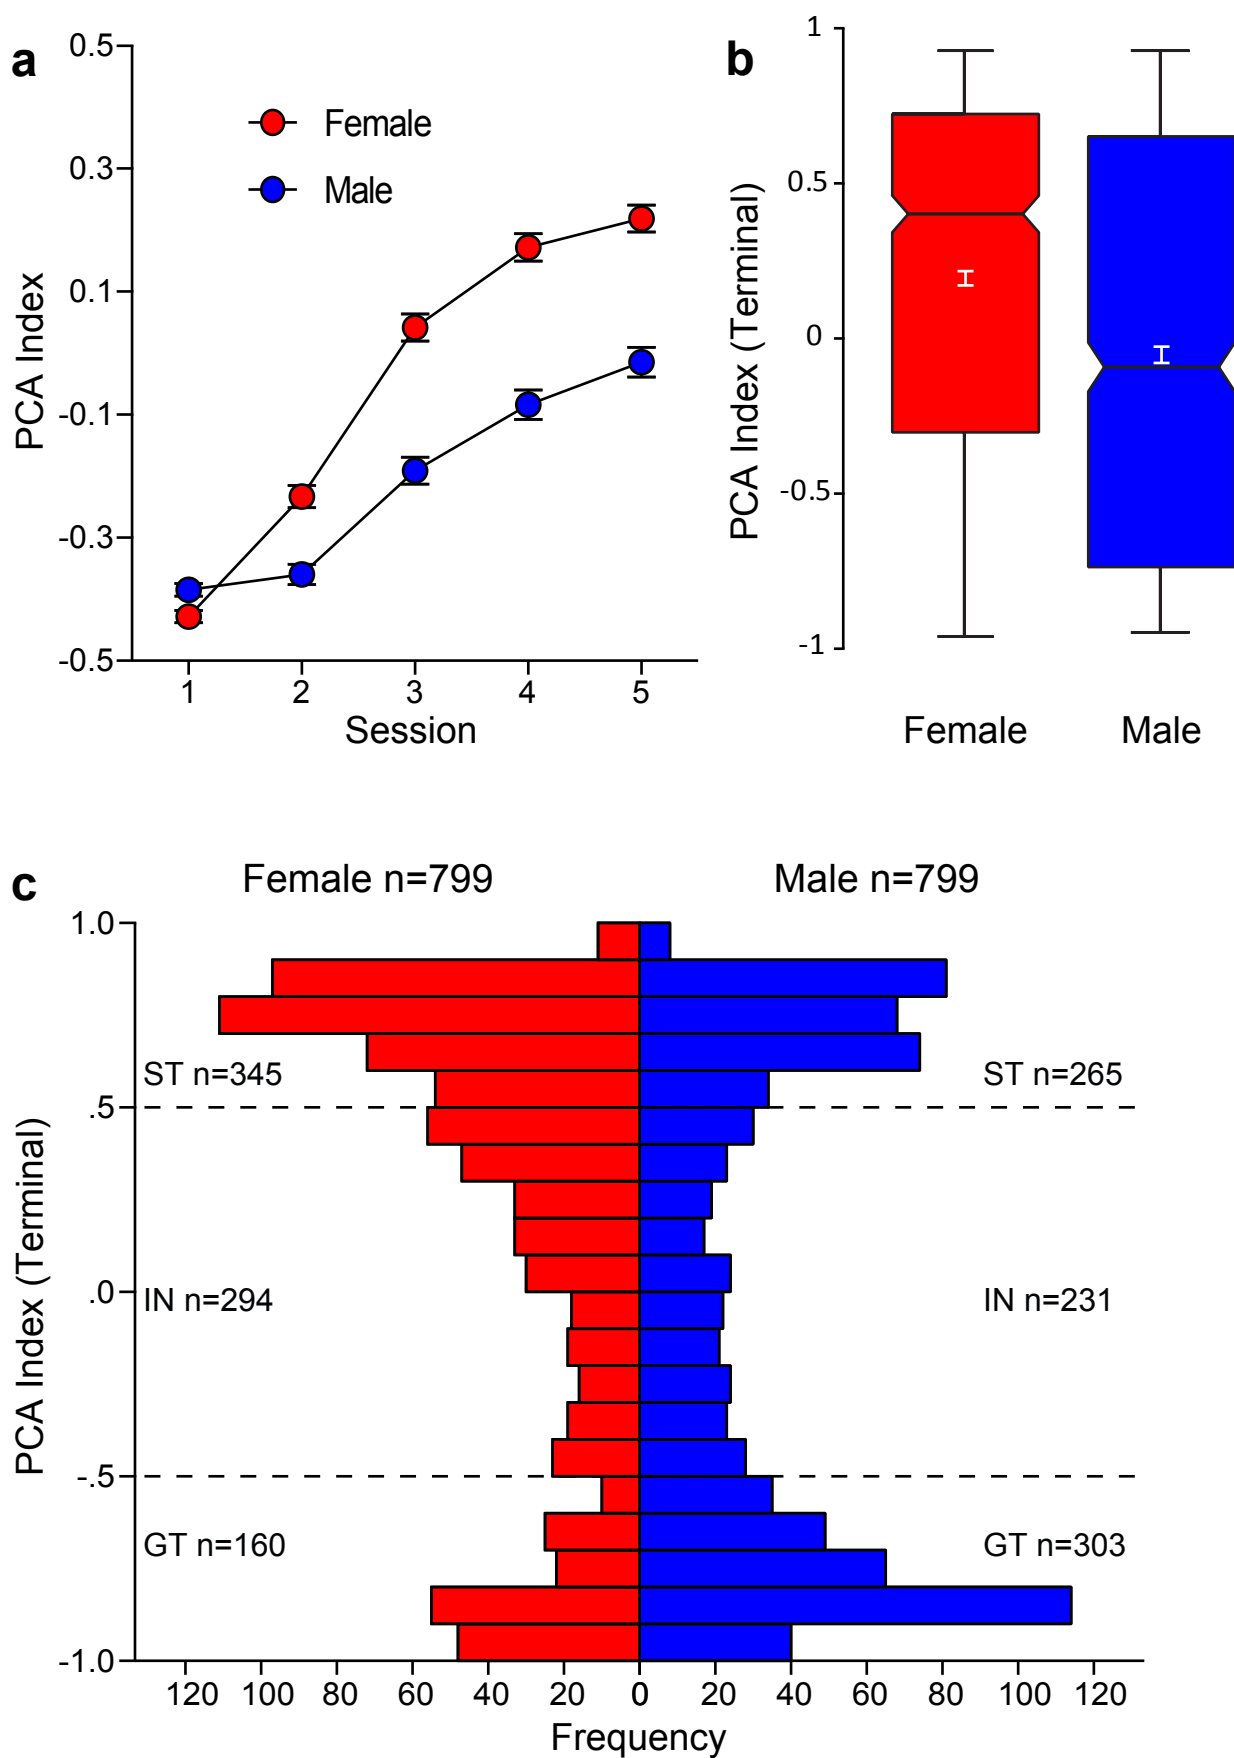 a
0.5
0.3
0.1
-0.1
-0.3
-0.5
PCA Index
Female
Male
1 2 3 4 5
Session
b
1
0.5
0
-0.5
-1
PCA Index (Terminal)
Female Male
c
Female n=799 Male n=799
1.0
.5
.0
-.5
-1.0
PCA Index (Terminal)
ST n=345 ST n=265
IN n=294 IN n=231
GT n=160 GT n=303
120 100 80 60 40 20 0 20 40 60 80 100 120
Frequency